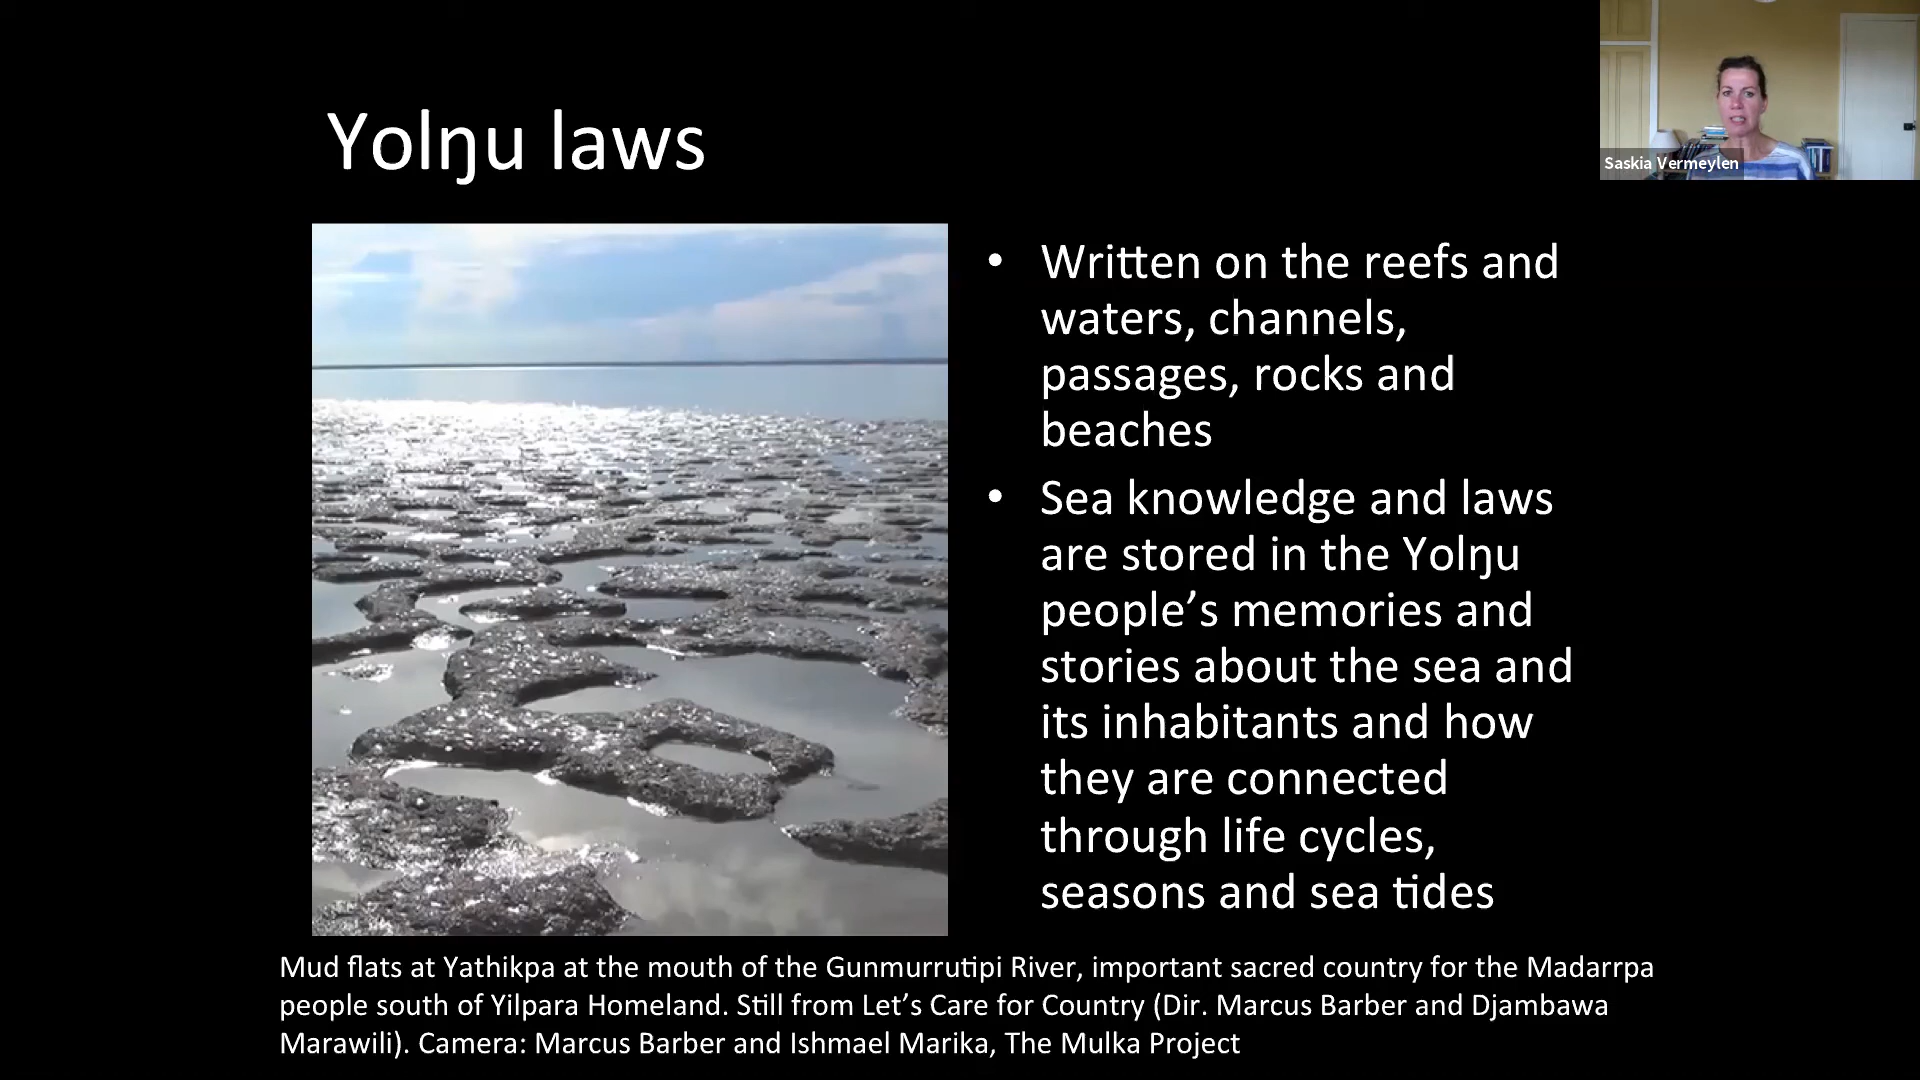 Yolŋu laws
Saskia Vermeylen
• Written on the reefs and
waters, channels,
passages, rocks and
beaches
• Sea knowledge and laws
are stored in the Yolŋu
people’s memories and
stories about the sea and
its inhabitants and how
they are connected
through life cycles,
seasons and sea tides
Mud flats at Yathikpa at the mouth of the Gunmurrutipi River, important sacred country for the Madarrpa
people south of Yilpara Homeland. Still from Let’s Care for Country (Dir. Marcus Barber and Djambawa
Marawili). Camera: Marcus Barber and Ishmael Marika, The Mulka Project